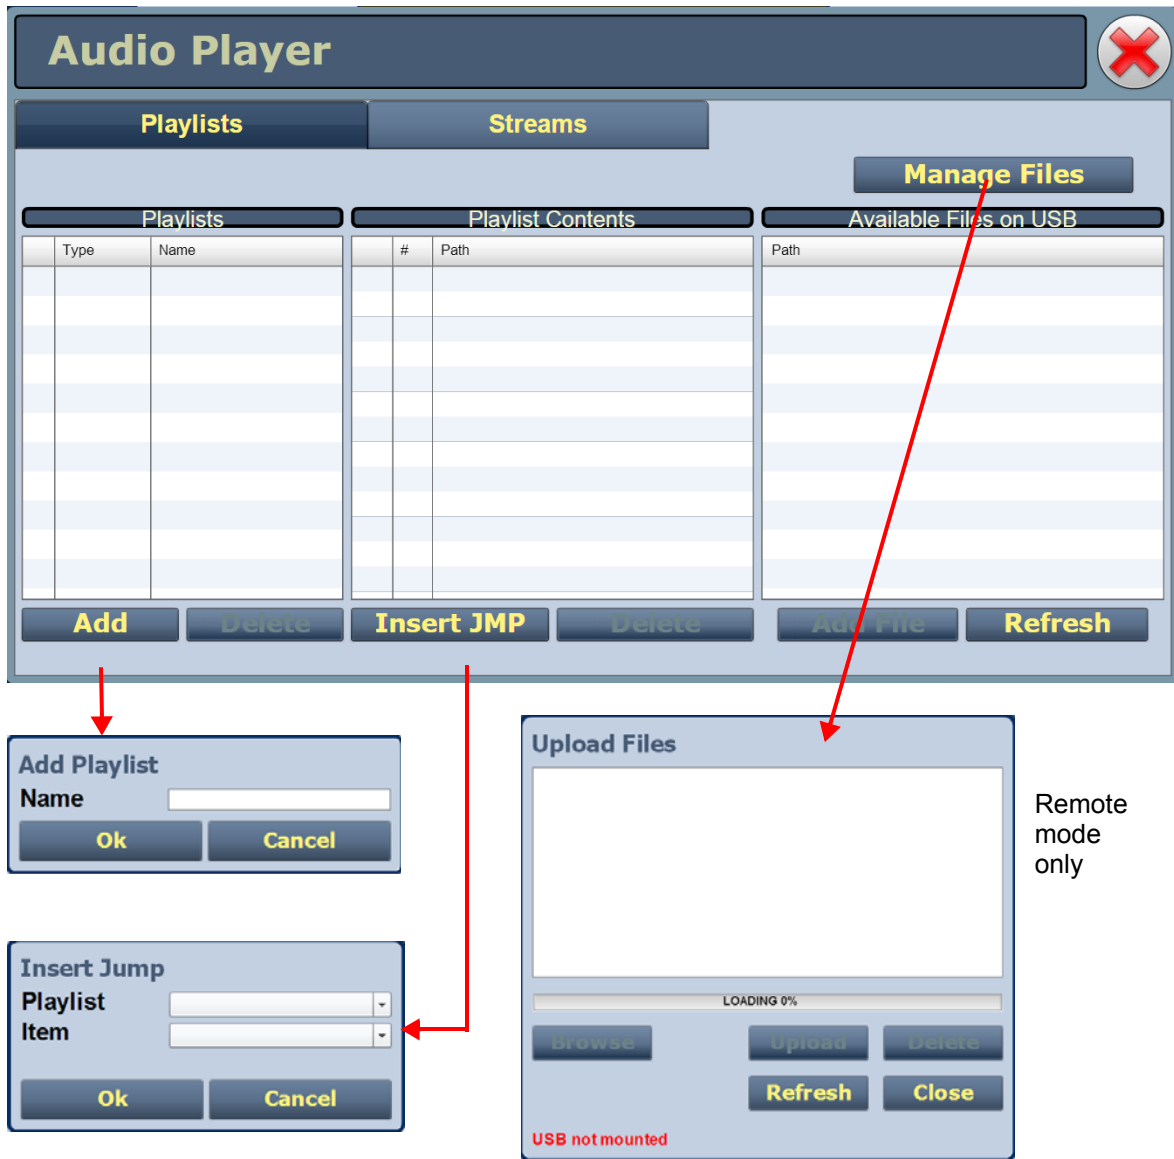 Audio Player
Playlists Streams
Manage Files
Playlists Playlist Contents Available Files on USB
Type Name # Path Path
Add Delete Insert JMP Delete Add File Refresh
Add Playlist
Name
Ok Cancel
Insert Jump
Playlist
Item
Ok Cancel
Upload Files
LOADING 0%
Browse Upload Delete
Refresh Close
USB not mounted
Remote
mode
only